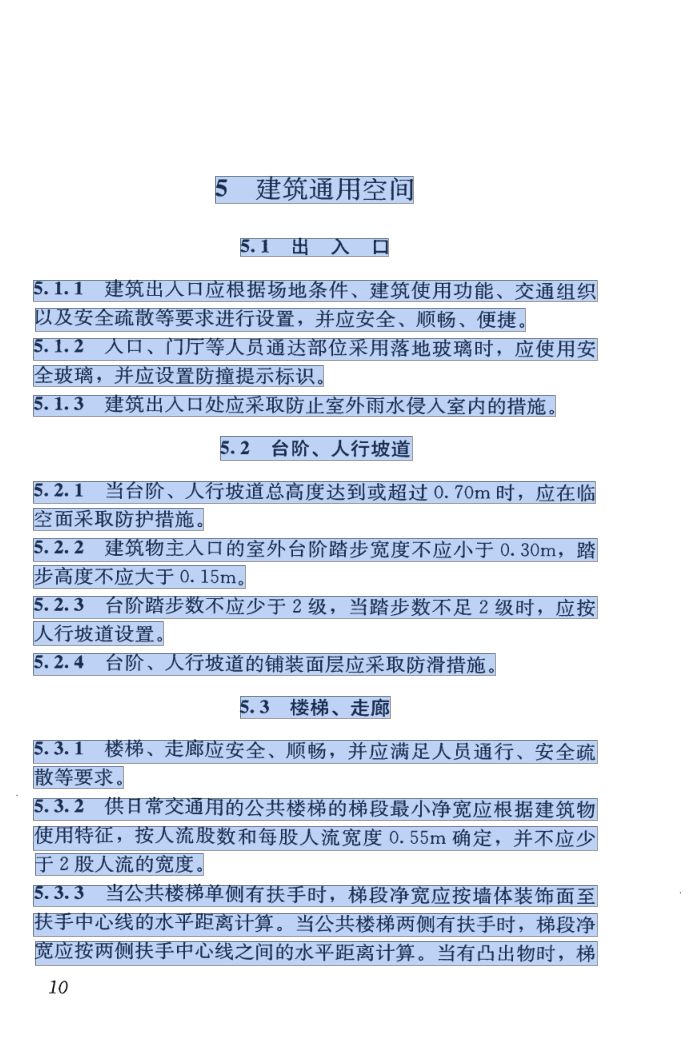 5 建筑通用空间
5.1 出 入 口
5.1.1 建筑出入口应根据场地条件、建筑使用功能、交通组织
以及安全疏散等要求进行设置，并应安全、顺畅、便捷。
5.1.2 入口、门厅等人员通达部位采用落地玻璃时，应使用安
全玻璃，并应设置防撞提示标识。
5.1.3 建筑出入口处应采取防止室外雨水侵入室内的措施。
5.2 台阶、人行坡道
5.2.1 当台阶、人行坡道总高度达到或超过 0.70m 时，应在临
空面采取防护措施。
5.2.2 建筑物主入口的室外台阶踏步宽度不应小于 0.30m，踏
步高度不应大于 0.15m。
5.2.3 台阶踏步数不应少于 2 级，当踏步数不足 2 级时，应按
人行坡道设置。
5.2.4 台阶、人行坡道的铺装面层应采取防滑措施。
5.3 楼梯、走廊
5.3.1 楼梯、走廊应安全、顺畅，并应满足人员通行、安全疏
散等要求。
5.3.2 供日常交通用的公共楼梯的梯段最小净宽应根据建筑物
使用特征，按人流股数和每股人流宽度 0.55m 确定，并不应少
于 2 股人流的宽度。
5.3.3 当公共楼梯单侧有扶手时，梯段净宽应按墙体装饰面至
扶手中心线的水平距离计算。当公共楼梯两侧有扶手时，梯段净
宽应按两侧扶手中心线之间的水平距离计算。当有凸出物时，梯
10